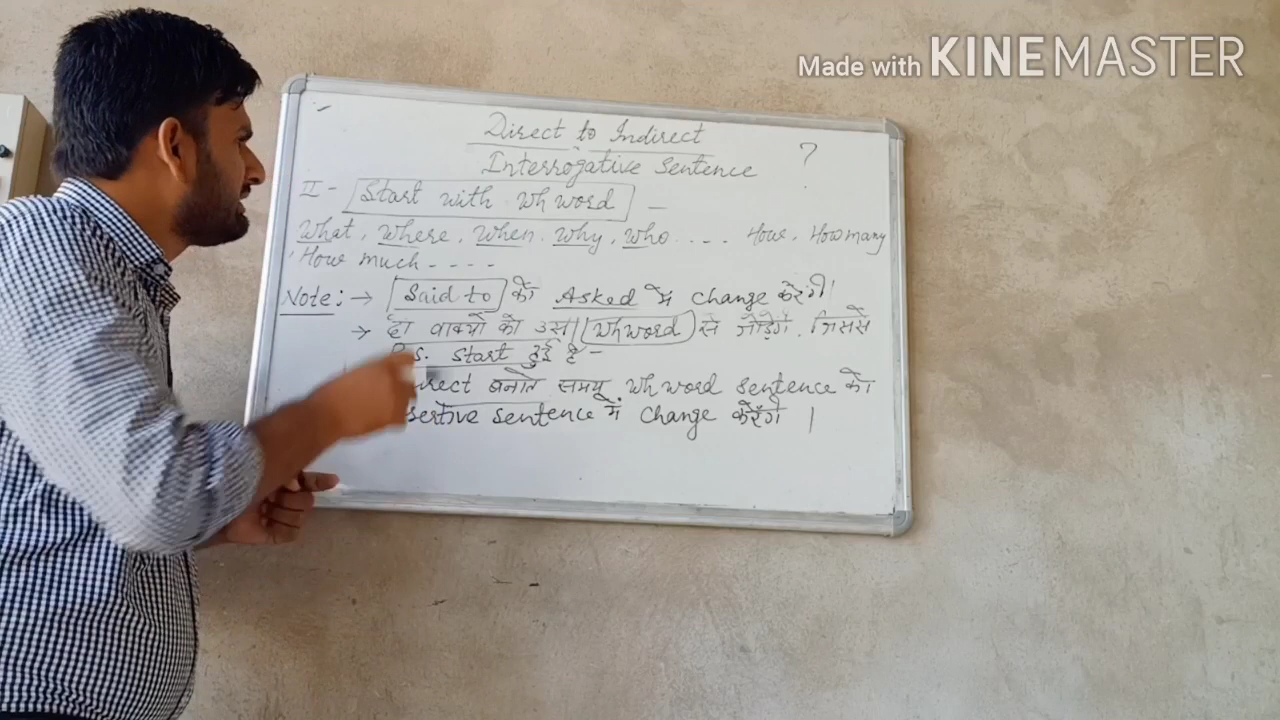 Made with KINEMASTER
Direct to Indirect
Interrogative Sentence ?
II - Start with Wh word -
What, Where, When, Why, Who .... How, How many
, How much ----
Note: → Said to को Asked में change करेंगे।
→ दो वाक्यों को उस Wh word से जोड़ेगें, जिससे
s. start हुई है -
direct बनाते समय Wh word sentence को
sertive sentence में change करेंगे ।